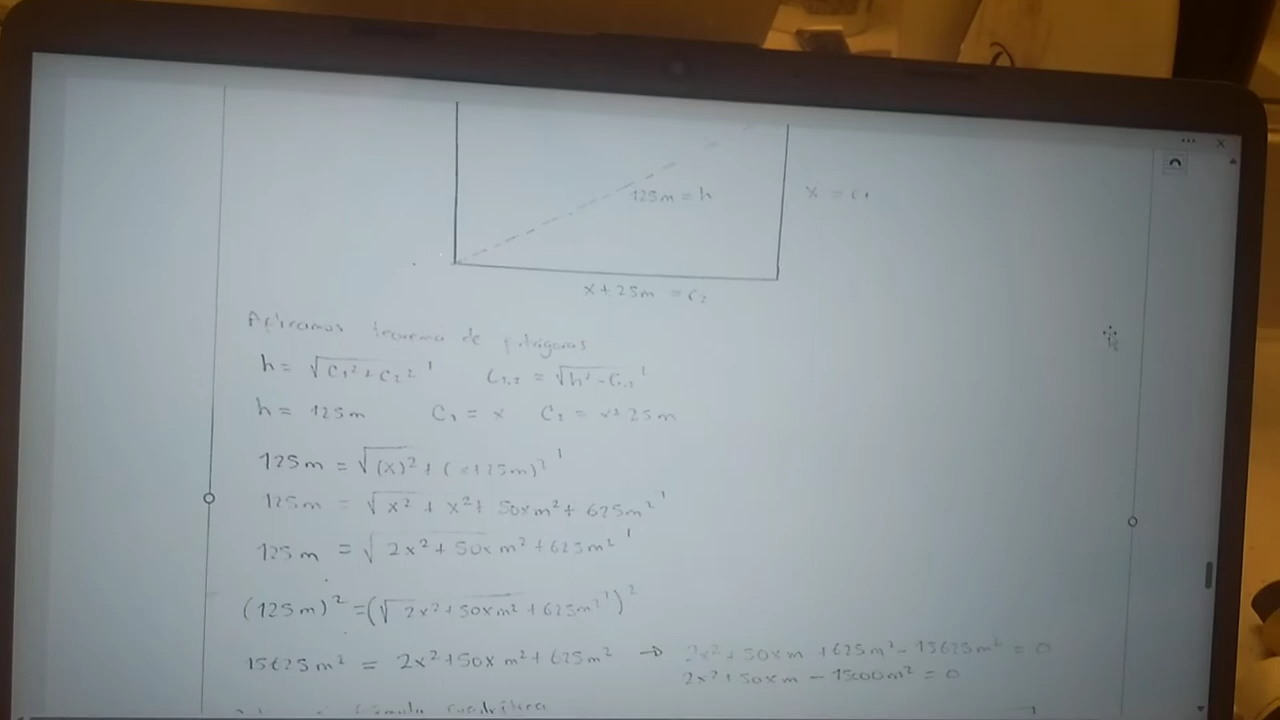 125m = h
x = c₁
x + 25m = c₂
Aplicamos teorema de pitágoras
h = √c₁² + c₂² c₁,₂ = √h² - c₁,₂
h = 125m C₁ = x C₂ = x + 25m
125m = √(x)² + (x+25m)²
125m = √x² + x² + 50xm² + 625m²
125m = √2x² + 50xm² + 625m²
(125m)² = (√2x² + 50xm² + 625m²)²
15625m² = 2x² + 50xm² + 625m² → 2x² + 50xm + 625m² - 15625m² = 0
2x² + 50xm - 15000m² = 0
fórmula cuadrática